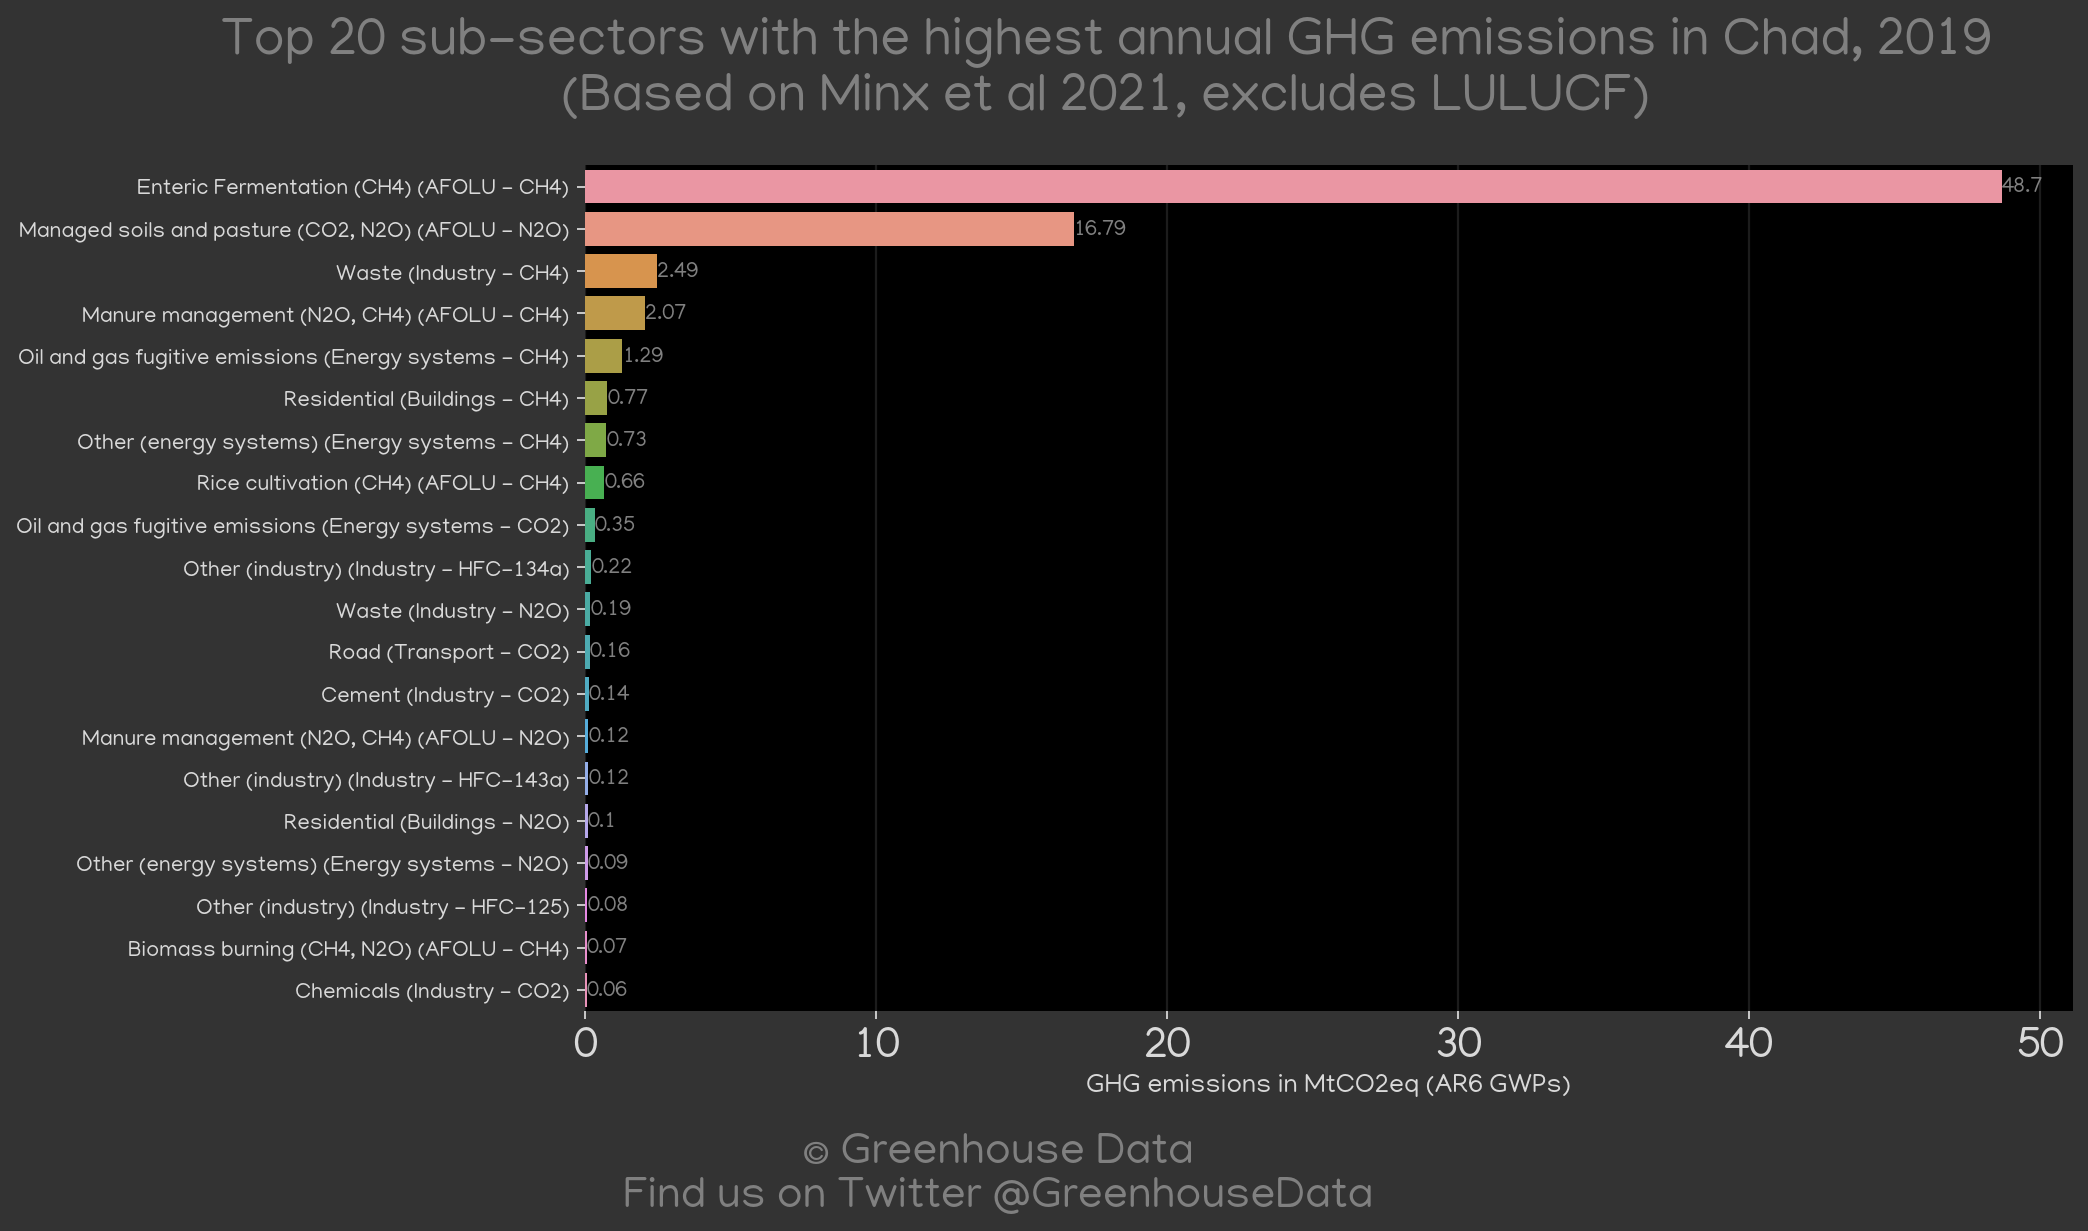 Top 20 sub-sectors with the highest annual GHG emissions in Chad, 2019
(Based on Minx et al 2021, excludes LULUCF)
Enteric Fermentation (CH4) (AFOLU - CH4) 48.7
Managed soils and pasture (CO2, N2O) (AFOLU - N2O) 16.79
Waste (Industry - CH4) 2.49
Manure management (N2O, CH4) (AFOLU - CH4) 2.07
Oil and gas fugitive emissions (Energy systems - CH4) 1.29
Residential (Buildings - CH4) 0.77
Other (energy systems) (Energy systems - CH4) 0.73
Rice cultivation (CH4) (AFOLU - CH4) 0.66
Oil and gas fugitive emissions (Energy systems - CO2) 0.35
Other (industry) (Industry - HFC-134a) 0.22
Waste (Industry - N2O) 0.19
Road (Transport - CO2) 0.16
Cement (Industry - CO2) 0.14
Manure management (N2O, CH4) (AFOLU - N2O) 0.12
Other (industry) (Industry - HFC-143a) 0.12
Residential (Buildings - N2O) 0.1
Other (energy systems) (Energy systems - N2O) 0.09
Other (industry) (Industry - HFC-125) 0.08
Biomass burning (CH4, N2O) (AFOLU - CH4) 0.07
Chemicals (Industry - CO2) 0.06
0 10 20 30 40 50
GHG emissions in MtCO2eq (AR6 GWPs)
© Greenhouse Data
Find us on Twitter @GreenhouseData